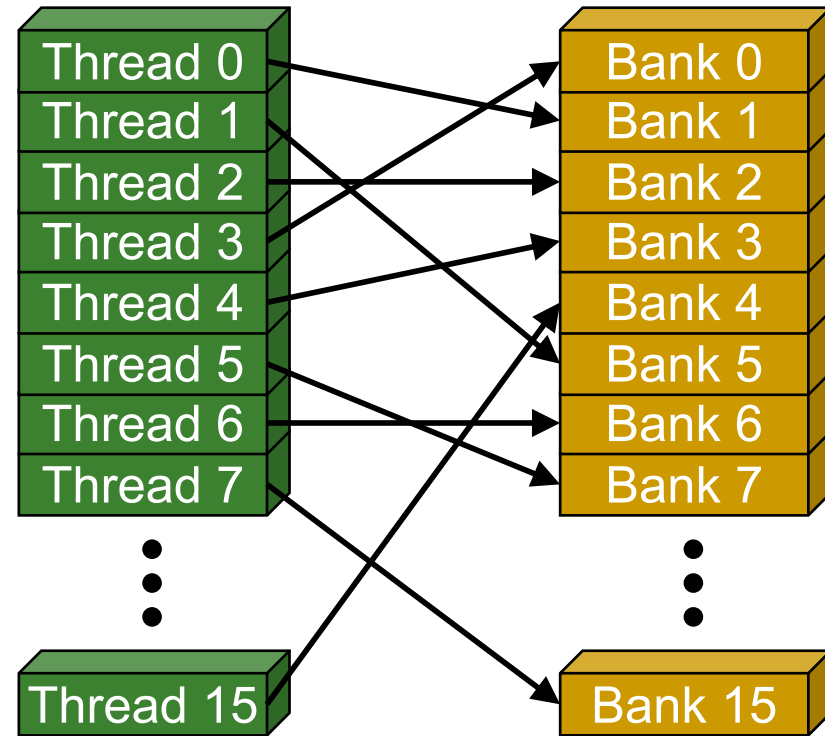 Thread 0
Thread 1
Thread 2
Thread 3
Thread 4
Thread 5
Thread 6
Thread 7
Thread 15
Bank 0
Bank 1
Bank 2
Bank 3
Bank 4
Bank 5
Bank 6
Bank 7
Bank 15